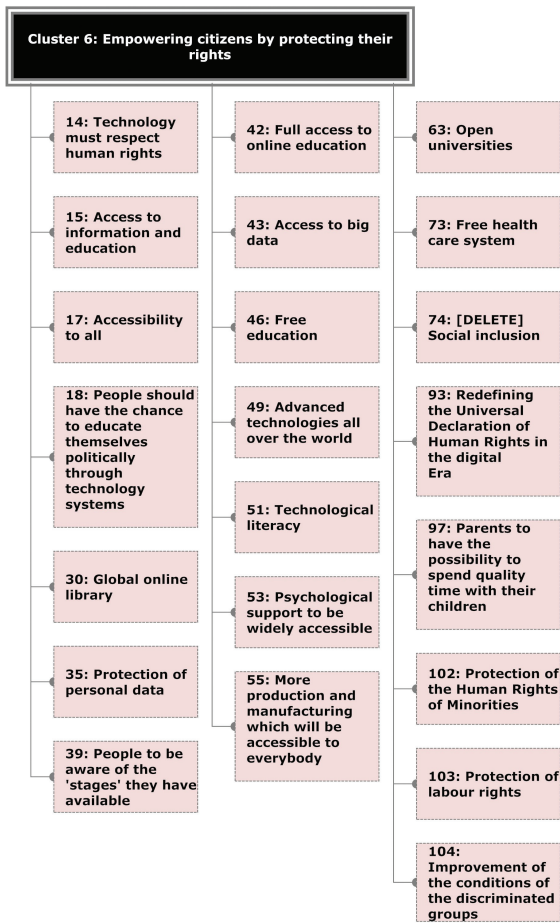 Cluster 6: Empowering citizens by protecting their
rights
14: Technology
must respect
human rights
15: Access to
information and
education
17: Accessibility
to all
18: People should
have the chance
to educate
themselves
politically
through
technology
systems
30: Global online
library
35: Protection of
personal data
39: People to be
aware of the
'stages' they have
available
42: Full access to
online education
43: Access to big
data
46: Free
education
49: Advanced
technologies all
over the world
51: Technological
literacy
53: Psychological
support to be
widely accessible
55: More
production and
manufacturing
which will be
accessible to
everybody
63: Open
universities
73: Free health
care system
74: [DELETE]
Social inclusion
93: Redefining
the Universal
Declaration of
Human Rights in
the digital
Era
97: Parents to
have the
possibility to
spend quality
time with their
children
102: Protection of
the Human Rights
of Minorities
103: Protection of
labour rights
104:
Improvement of
the conditions of
the discriminated
groups